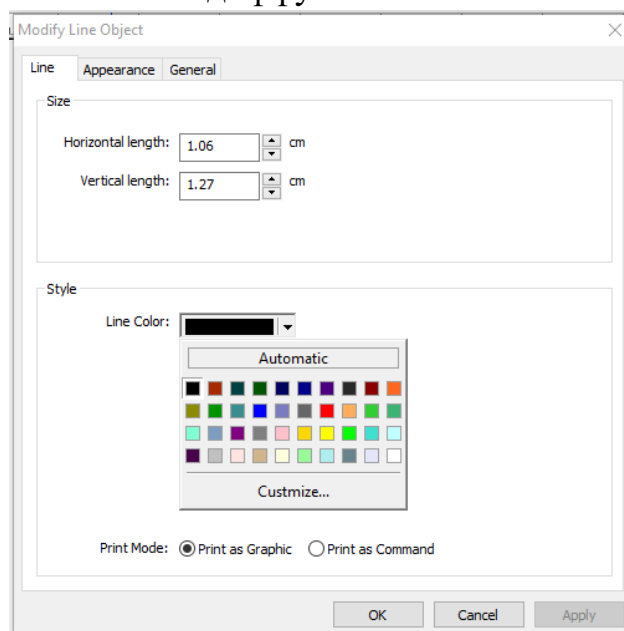 Modify Line Object
Line Appearance General
Size
Horizontal length: 1.06 cm
Vertical length: 1.27 cm
Style
Line Color:
Automatic
Custmize...
Print Mode: Print as Graphic Print as Command
OK Cancel Apply